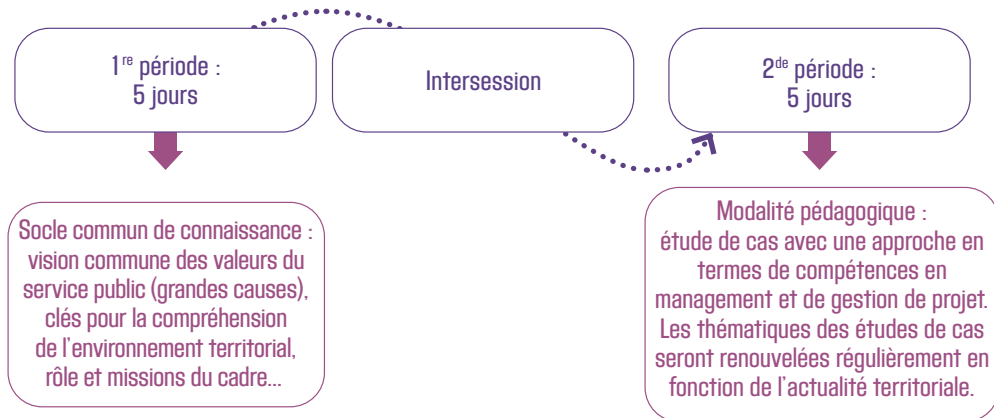 1re période :
5 jours
Intersession
2de période :
5 jours
Socle commun de connaissance :
vision commune des valeurs du
service public (grandes causes),
clés pour la compréhension
de l'environnement territorial,
rôle et missions du cadre...
Modalité pédagogique :
étude de cas avec une approche en
termes de compétences en
management et de gestion de projet.
Les thématiques des études de cas
seront renouvelées régulièrement en
fonction de l'actualité territoriale.